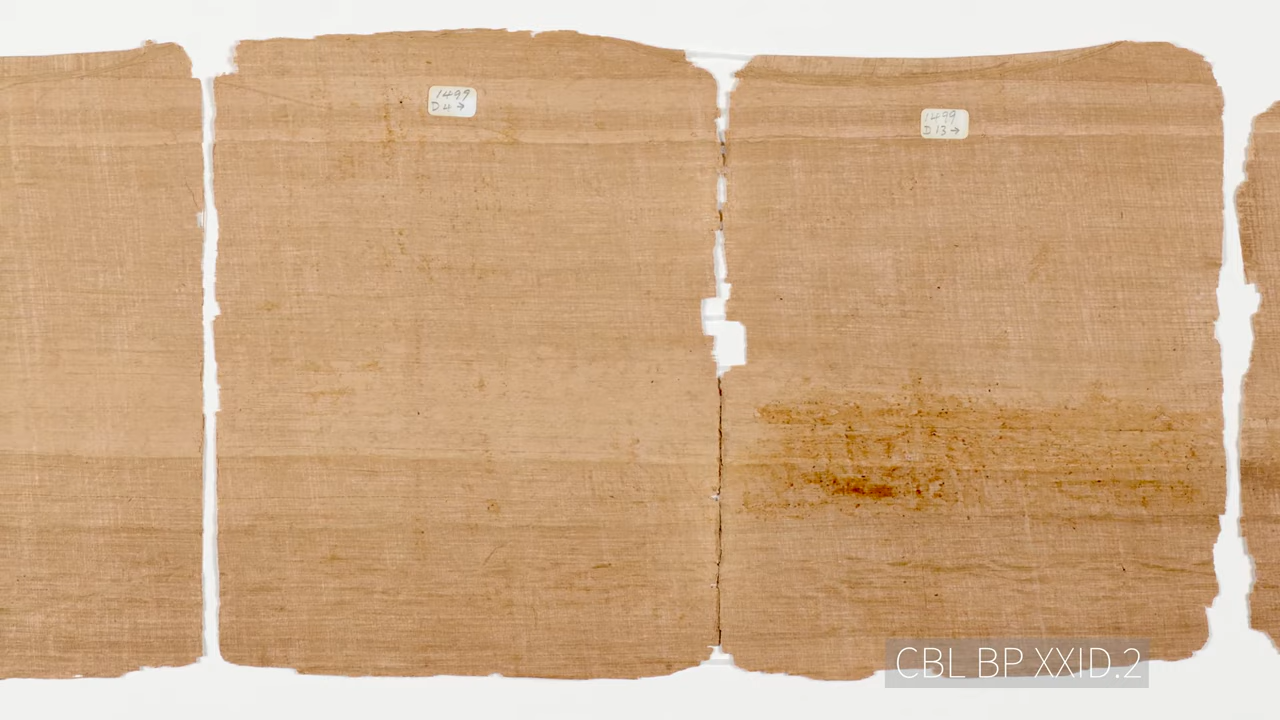 1499
D4→
1499
D13→
CBL BP XXID.2